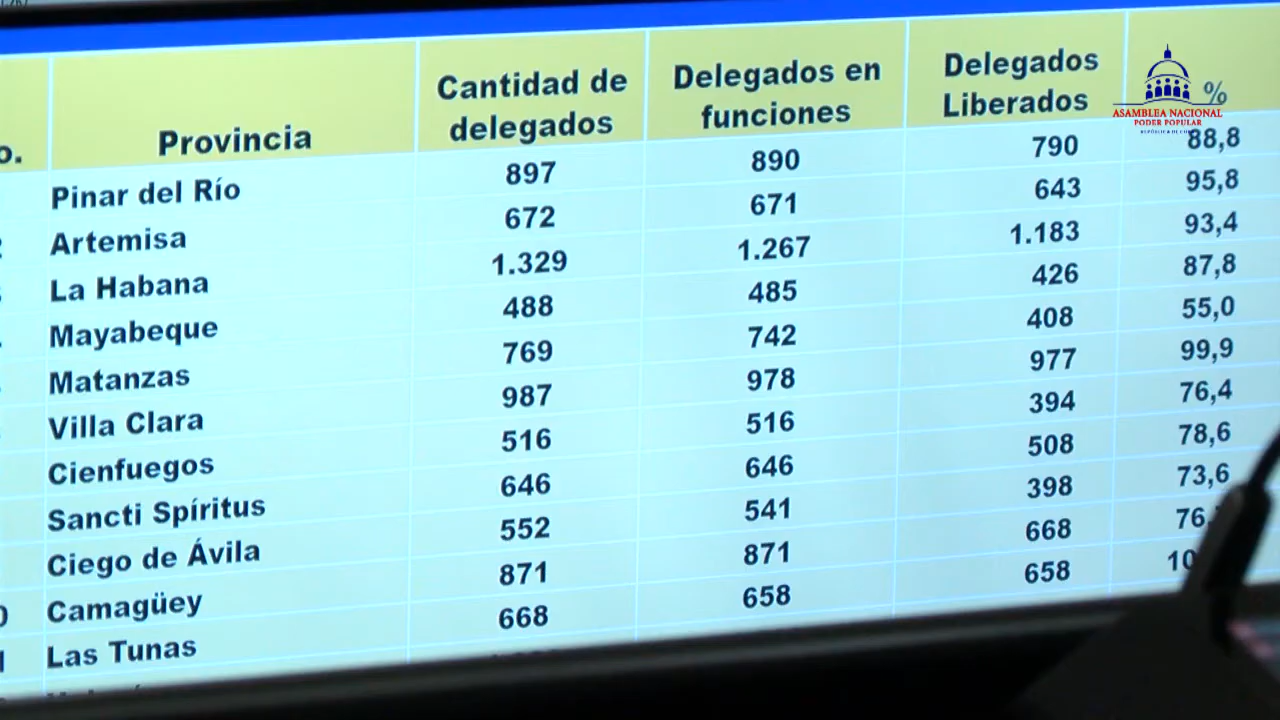 Provincia Cantidad de delegados Delegados en funciones Delegados Liberados %
Pinar del Río 897 890 790 88,8
Artemisa 672 671 643 95,8
La Habana 1.329 1.267 1.183 93,4
Mayabeque 488 485 426 87,8
Matanzas 769 742 408 55,0
Villa Clara 987 978 977 99,9
Cienfuegos 516 516 394 76,4
Sancti Spíritus 646 646 508 78,6
Ciego de Ávila 552 541 398 73,6
Camagüey 871 871 668
Las Tunas 668 658 658
ASAMBLEA NACIONAL
PODER POPULAR